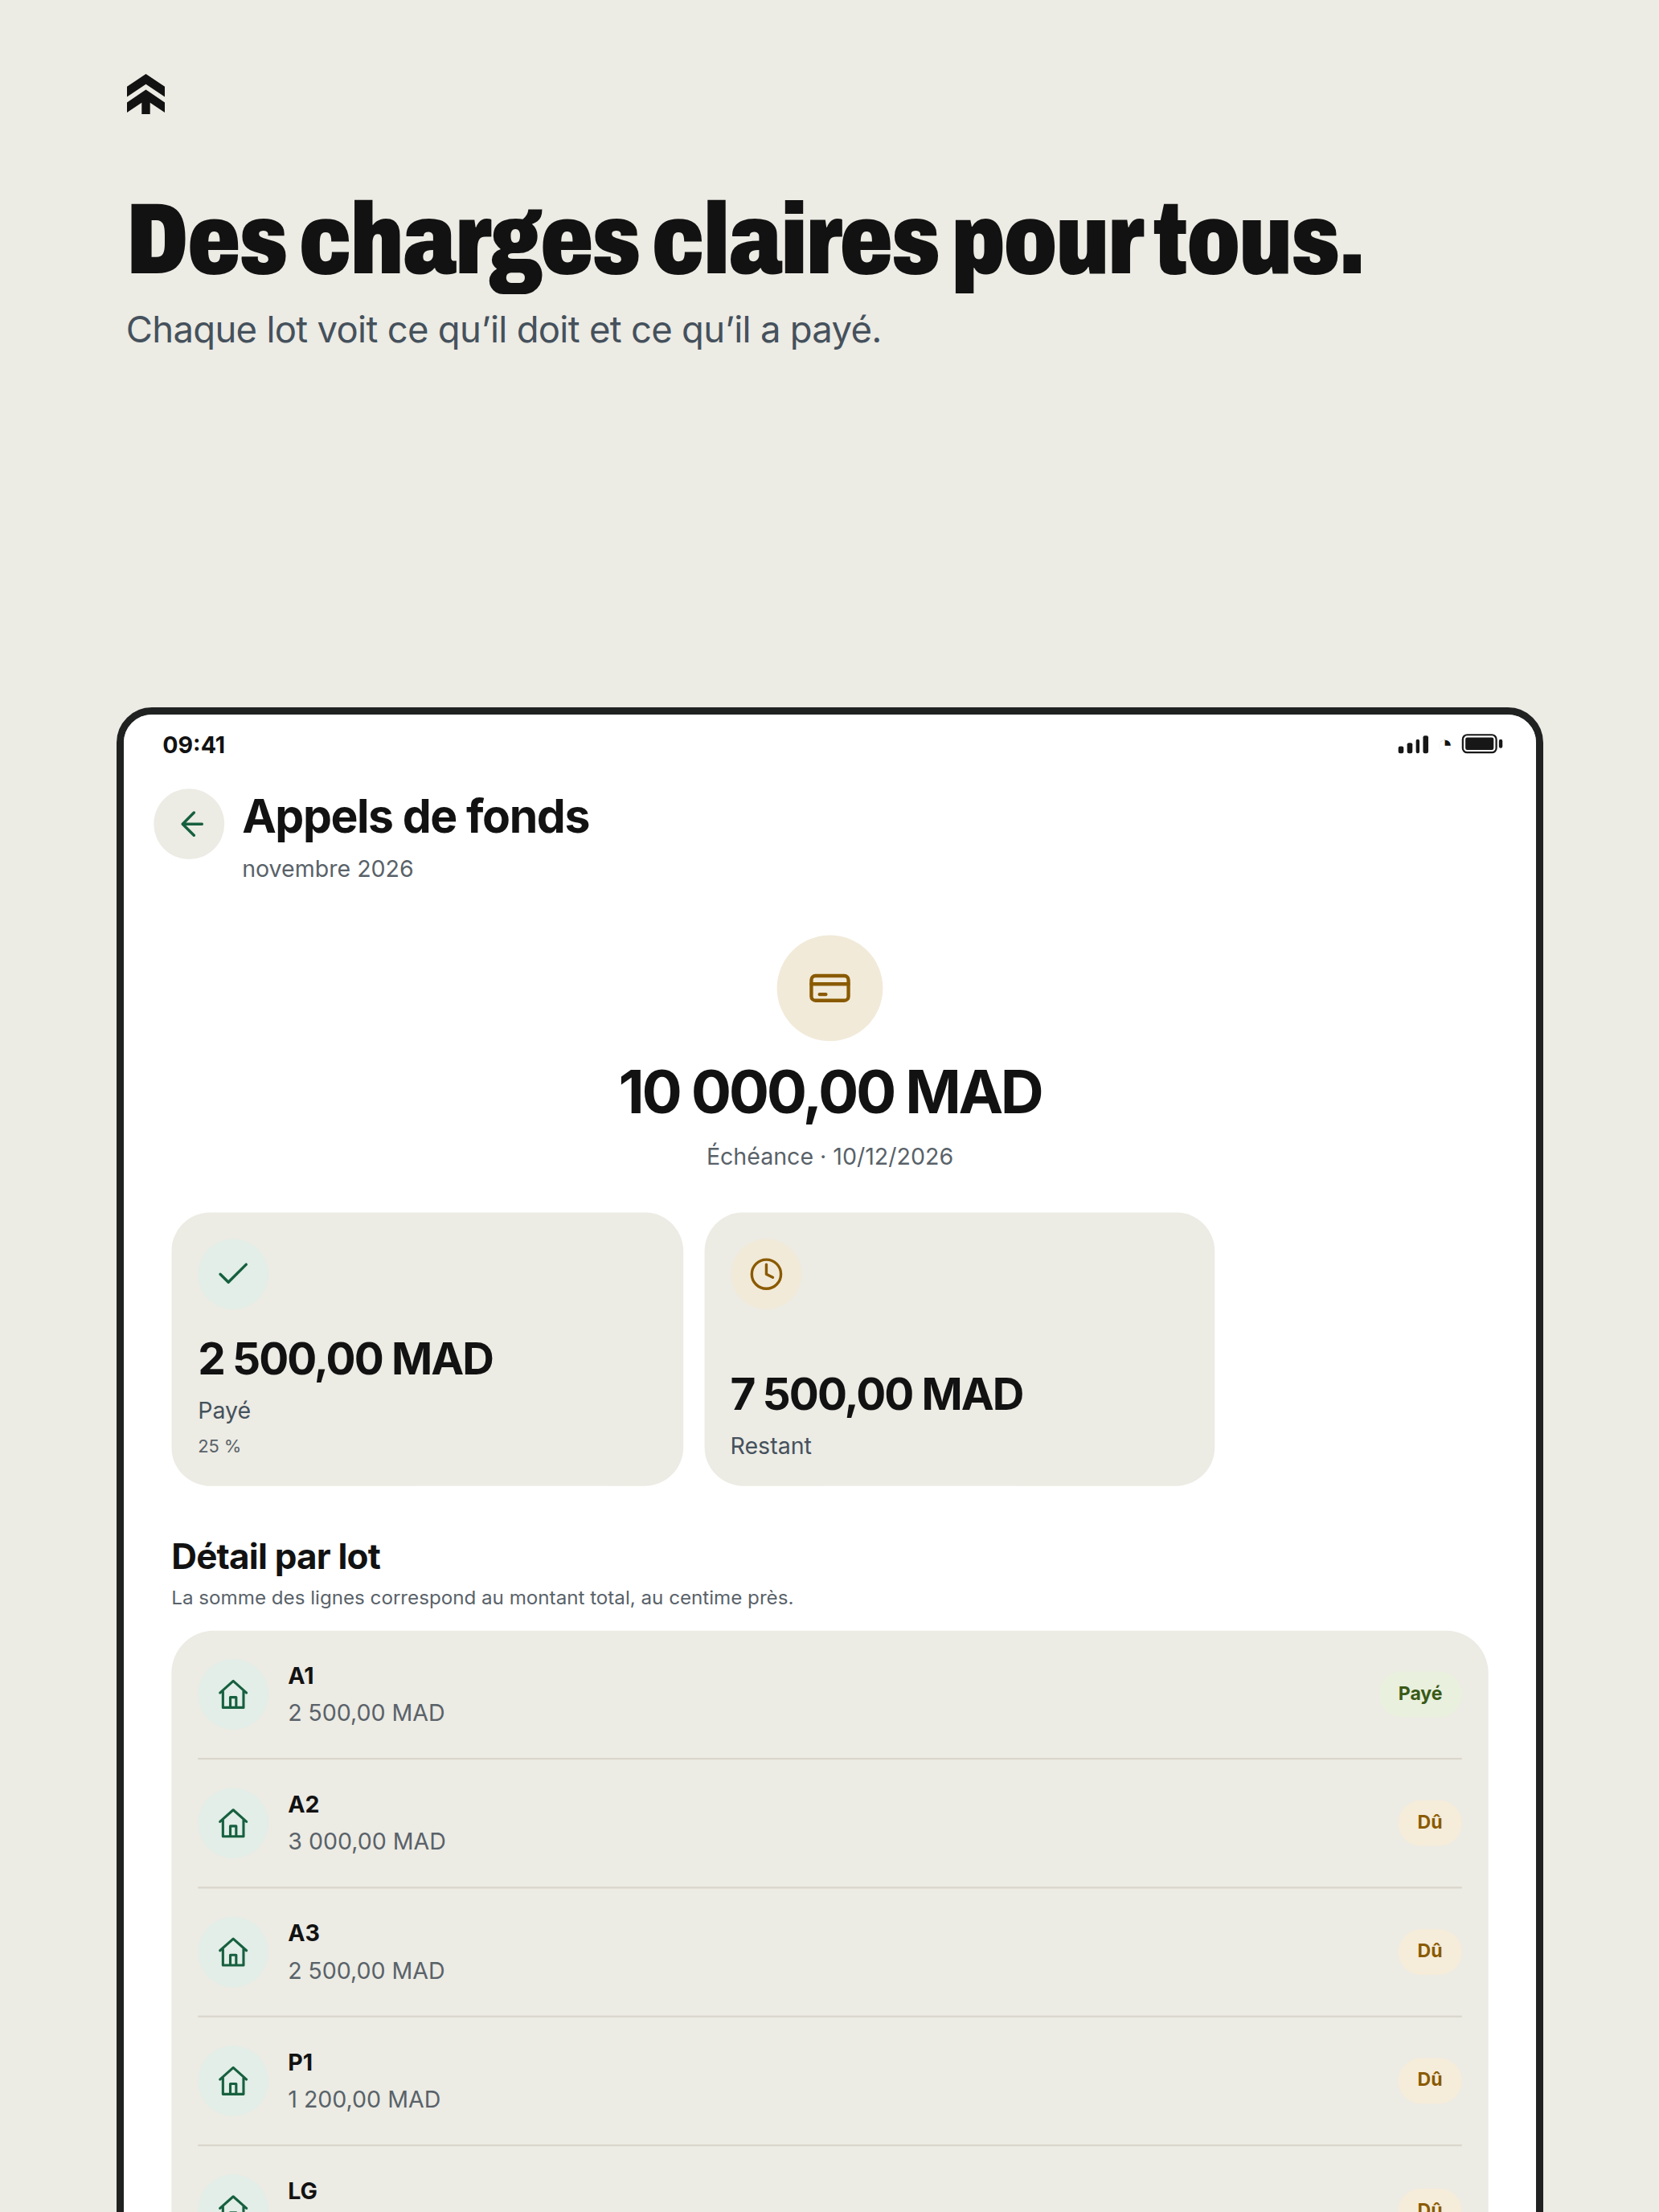 Des charges claires pour tous.
Chaque lot voit ce qu’il doit et ce qu’il a payé.
09:41
Appels de fonds
novembre 2026
10 000,00 MAD
Échéance · 10/12/2026
2 500,00 MAD
Payé
25 %
7 500,00 MAD
Restant
Détail par lot
La somme des lignes correspond au montant total, au centime près.
A1
2 500,00 MAD
Payé
A2
3 000,00 MAD
Dû
A3
2 500,00 MAD
Dû
P1
1 200,00 MAD
Dû
LG
Dû